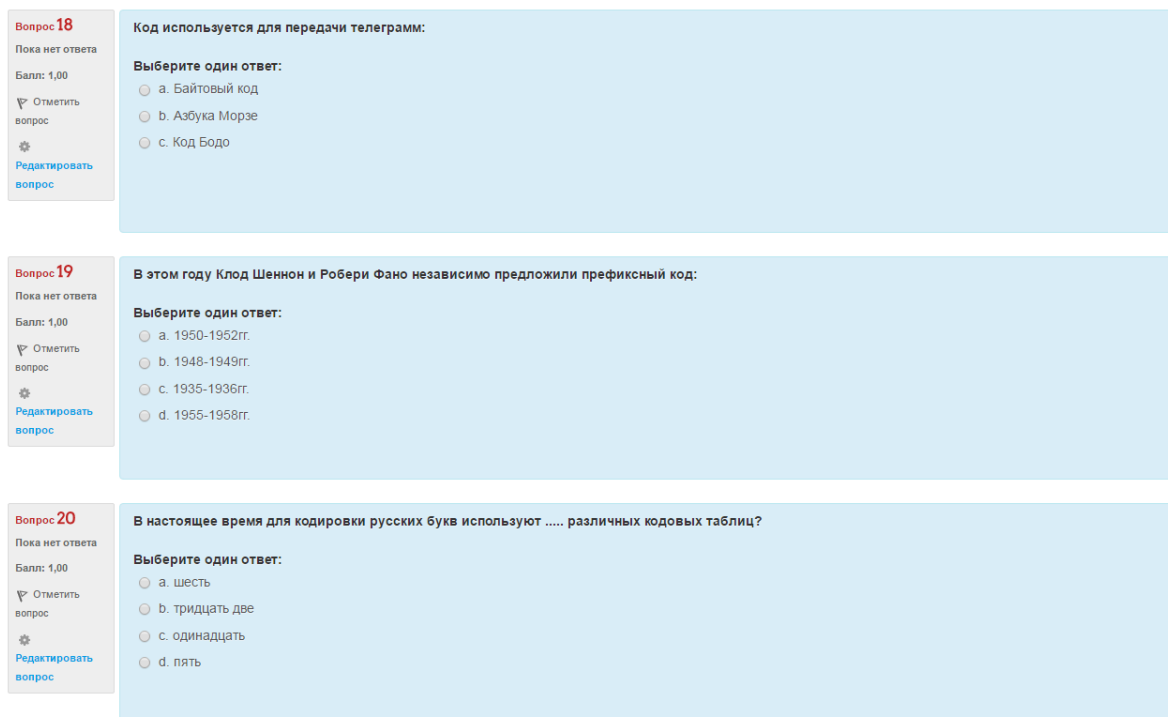 Вопрос 18
Пока нет ответа
Балл: 1,00
Отметить
вопрос
Редактировать
вопрос
Код используется для передачи телеграмм:
Выберите один ответ:
a. Байтовый код
b. Азбука Морзе
c. Код Бодо
Вопрос 19
Пока нет ответа
Балл: 1,00
Отметить
вопрос
Редактировать
вопрос
В этом году Клод Шеннон и Робери Фано независимо предложили префиксный код:
Выберите один ответ:
a. 1950-1952гг.
b. 1948-1949гг.
c. 1935-1936гг.
d. 1955-1958гг.
Вопрос 20
Пока нет ответа
Балл: 1,00
Отметить
вопрос
Редактировать
вопрос
В настоящее время для кодировки русских букв используют ..... различных кодовых таблиц?
Выберите один ответ:
a. шесть
b. тридцать две
c. одинадцать
d. пять